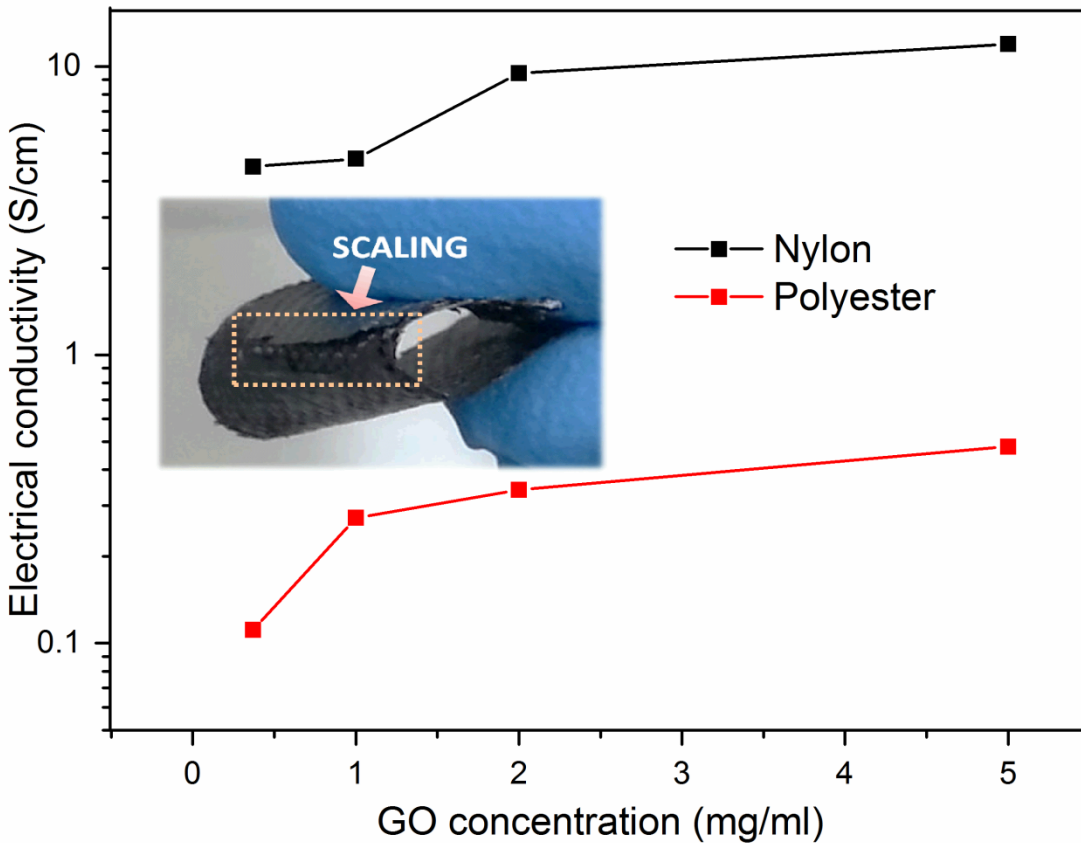 Electrical conductivity (S/cm)
10
1
0.1
SCALING
Nylon
Polyester
0
1
2
3
4
5
GO concentration (mg/ml)